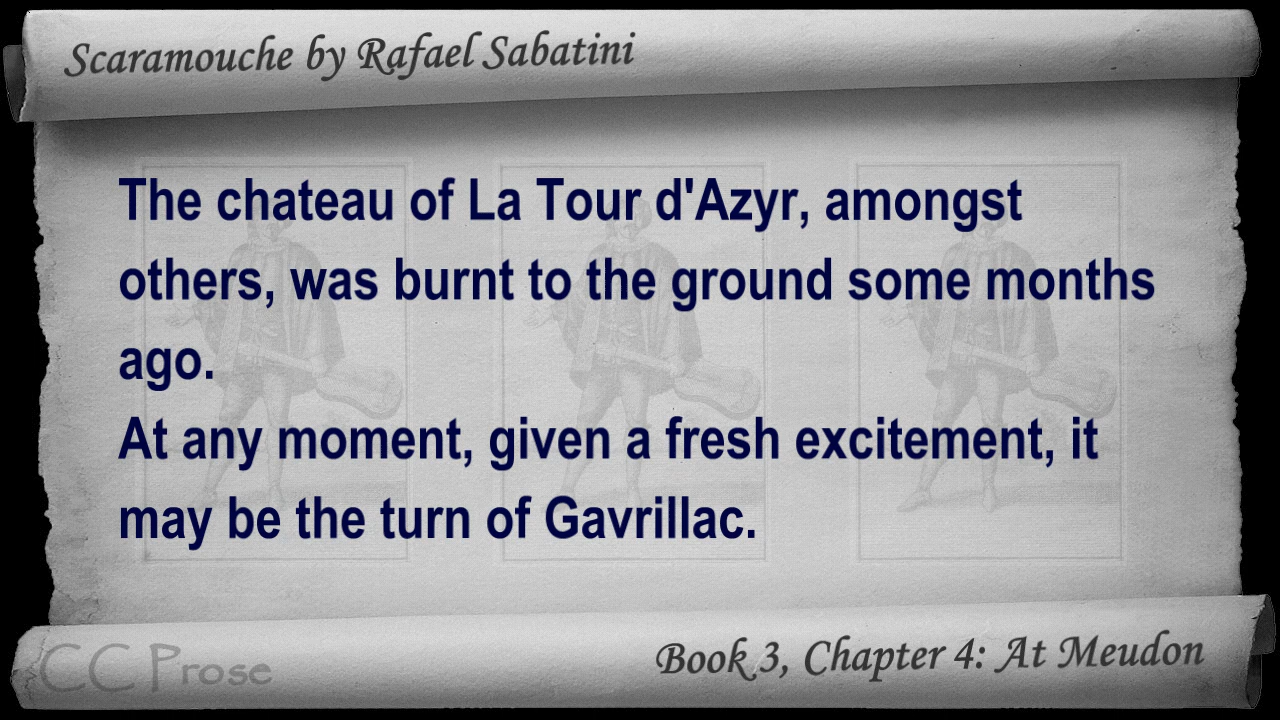 Scaramouche by Rafael Sabatini
The chateau of La Tour d'Azyr, amongst
others, was burnt to the ground some months
ago.
At any moment, given a fresh excitement, it
may be the turn of Gavrillac.
CC Prose
Book 3, Chapter 4: At Meudon